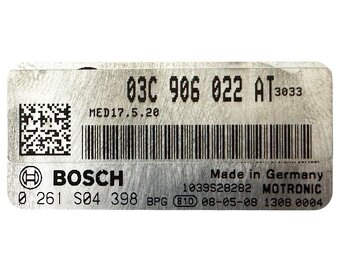 03C 906 022 AT 3033
MED17.5.20
Made in Germany
BOSCH
1039S28282 MOTRONIC
0 261 S04 398 BPG 810 08-05-08 1308 0004